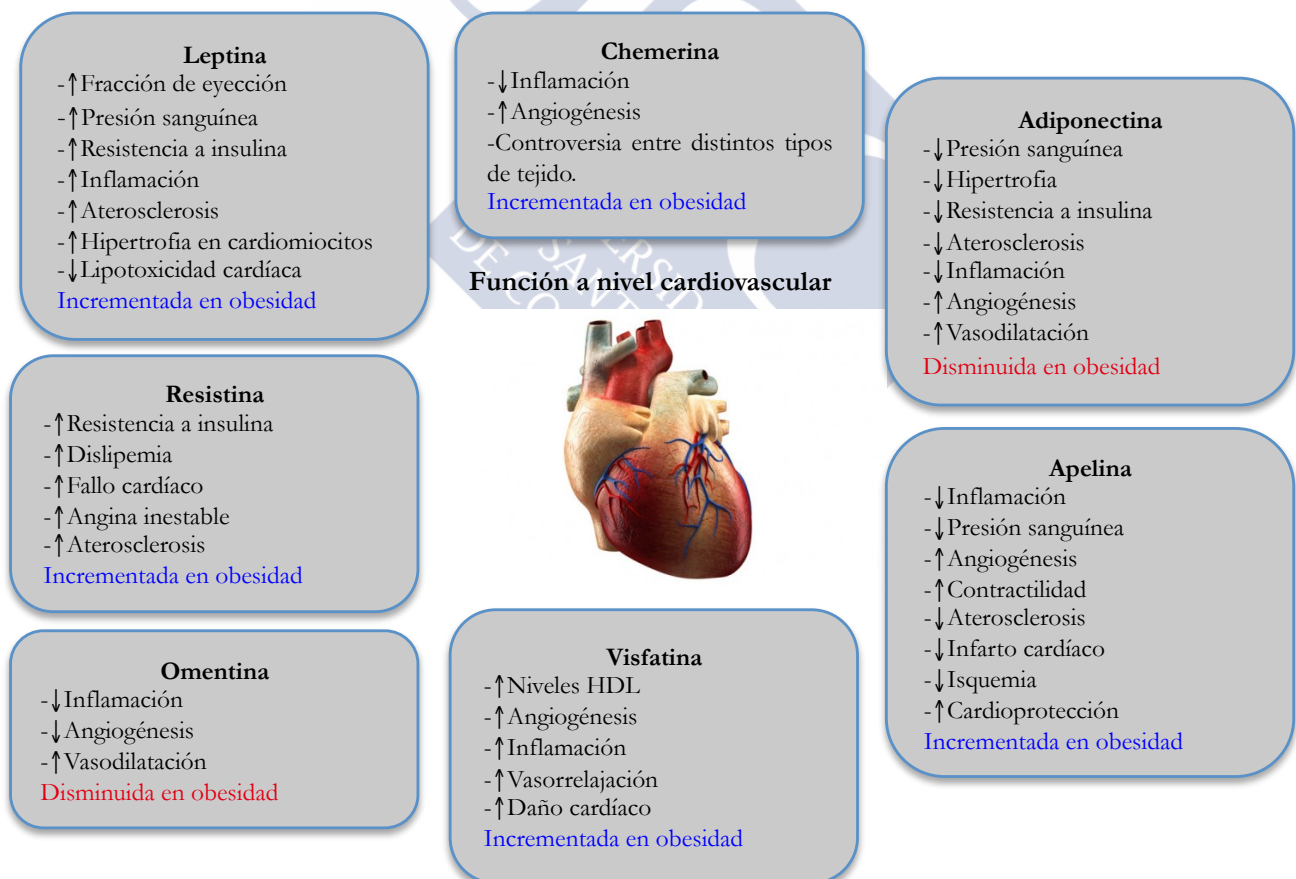 Leptina
-↑Fracción de eyección
-↑Presión sanguínea
-↑Resistencia a insulina
-↑Inflamación
-↑Aterosclerosis
-↑Hipertrofia en cardiomiocitos
-↓Lipotoxicidad cardíaca
Incrementada en obesidad
Chemerina
-↓Inflamación
-↑Angiogénesis
-Controversia entre distintos tipos
de tejido.
Incrementada en obesidad
Adiponectina
-↓Presión sanguínea
-↓Hipertrofia
-↓Resistencia a insulina
-↓Aterosclerosis
-↓Inflamación
-↑Angiogénesis
-↑Vasodilatación
Disminuida en obesidad
Función a nivel cardiovascular
Resistina
-↑Resistencia a insulina
-↑Dislipemia
-↑Fallo cardíaco
-↑Angina inestable
-↑Aterosclerosis
Incrementada en obesidad
Apelina
-↓Inflamación
-↓Presión sanguínea
-↑Angiogénesis
-↑Contractilidad
-↓Aterosclerosis
-↓Infarto cardíaco
-↓Isquemia
-↑Cardioprotección
Incrementada en obesidad
Omentina
-↓Inflamación
-↓Angiogénesis
-↑Vasodilatación
Disminuida en obesidad
Visfatina
-↑Niveles HDL
-↑Angiogénesis
-↑Inflamación
-↑Vasorrelajación
-↑Daño cardíaco
Incrementada en obesidad